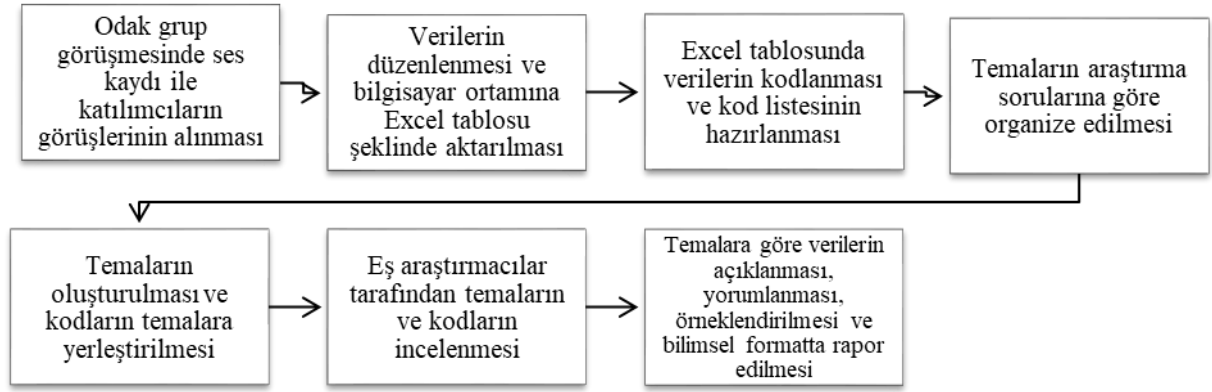 Odak grup
görüşmesinde ses
kaydı ile
katılımcıların
görüşlerinin alınması
Verilerin
düzenlenmesi ve
bilgisayar ortamına
Excel tablosu
şeklinde aktarılması
Excel tablosunda
verilerin kodlanması
ve kod listesinin
hazırlanması
Temaların araştırma
sorularına göre
organize edilmesi
Temaların
oluşturulması ve
kodların temalara
yerleştirilmesi
Eş araştırmacılar
tarafından temaların
ve kodların
incelenmesi
Temalara göre verilerin
açıklanması,
yorumlanması,
örneklendirilmesi ve
bilimsel formatta rapor
edilmesi